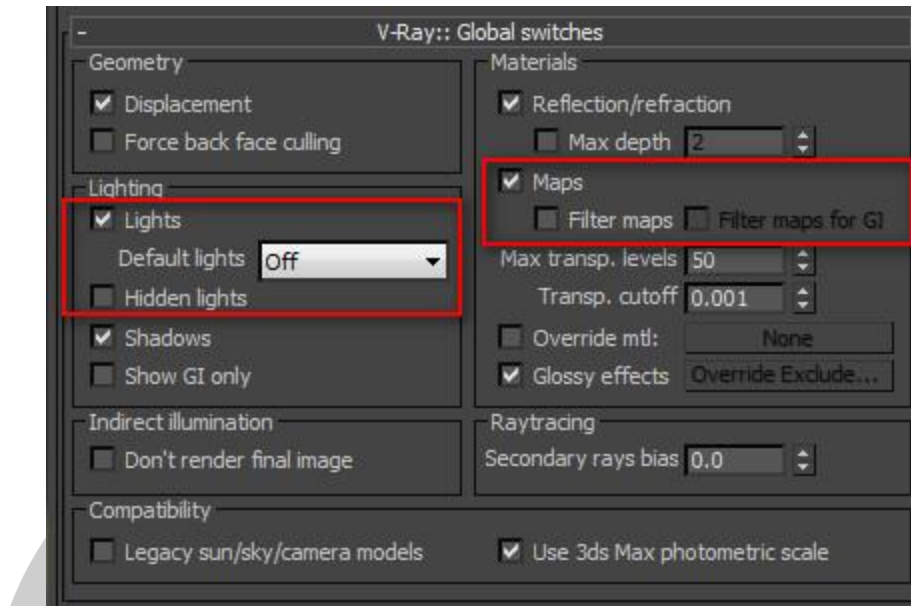 - V-Ray:: Global switches
Geometry
Displacement
Force back face culling
Lighting
Lights
Default lights Off
Hidden lights
Shadows
Show GI only
Indirect illumination
Don't render final image
Materials
Reflection/refraction
Max depth 2
Maps
Filter maps Filter maps for GI
Max transp. levels 50
Transp. cutoff 0.001
Override mtl: None
Glossy effects Override Exclude...
Raytracing
Secondary rays bias 0.0
Compatibility
Legacy sun/sky/camera models Use 3ds Max photometric scale